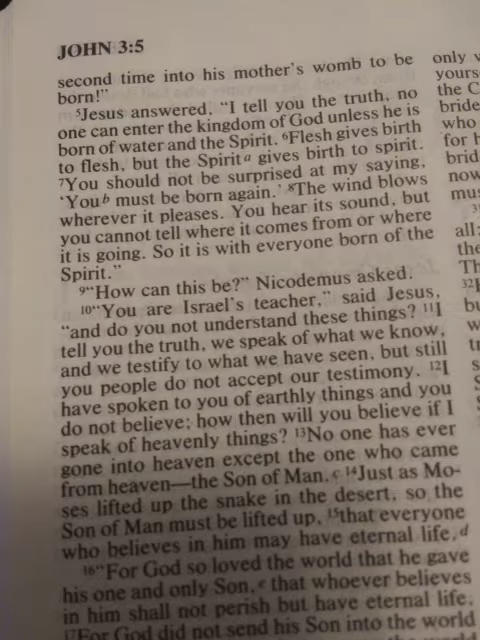 JOHN 3:5
second time into his mother's womb to be
born!"
⁵Jesus answered, "I tell you the truth, no
one can enter the kingdom of God unless he is
born of water and the Spirit. ⁶Flesh gives birth
to flesh, but the Spiritᵃ gives birth to spirit.
⁷You should not be surprised at my saying,
'Youᵇ must be born again.' ⁸The wind blows
wherever it pleases. You hear its sound, but
you cannot tell where it comes from or where
it is going. So it is with everyone born of the
Spirit."
⁹"How can this be?" Nicodemus asked.
¹⁰"You are Israel's teacher," said Jesus,
"and do you not understand these things? ¹¹I
tell you the truth, we speak of what we know,
and we testify to what we have seen, but still
you people do not accept our testimony. ¹²I
have spoken to you of earthly things and you
do not believe; how then will you believe if I
speak of heavenly things? ¹³No one has ever
gone into heaven except the one who came
from heaven—the Son of Man.ᶜ ¹⁴Just as Mo-
ses lifted up the snake in the desert, so the
Son of Man must be lifted up, ¹⁵that everyone
who believes in him may have eternal life.ᵈ
¹⁶"For God so loved the world that he gave
his one and only Son,ᵉ that whoever believes
in him shall not perish but have eternal life.
¹⁷For God did not send his Son into the world
only
yours
the C
bride
who
for h
brid
now
mus
all;
the
Th